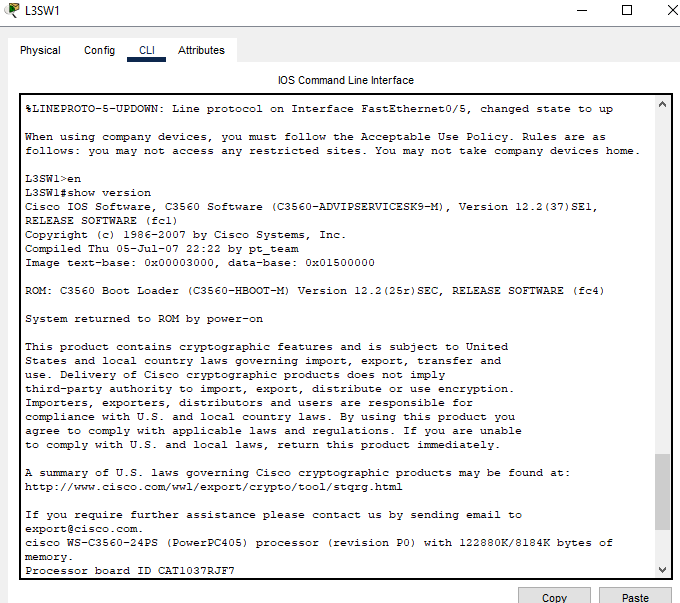 L3SW1
Physical Config CLI Attributes
IOS Command Line Interface
%LINEPROTO-5-UPDOWN: Line protocol on Interface FastEthernet0/5, changed state to up
When using company devices, you must follow the Acceptable Use Policy. Rules are as
follows: you may not access any restricted sites. You may not take company devices home.
L3SW1>en
L3SW1#show version
Cisco IOS Software, C3560 Software (C3560-ADVIPSERVICESK9-M), Version 12.2(37)SE1,
RELEASE SOFTWARE (fc1)
Copyright (c) 1986-2007 by Cisco Systems, Inc.
Compiled Thu 05-Jul-07 22:22 by pt_team
Image text-base: 0x00003000, data-base: 0x01500000
ROM: C3560 Boot Loader (C3560-HBOOT-M) Version 12.2(25r)SEC, RELEASE SOFTWARE (fc4)
System returned to ROM by power-on
This product contains cryptographic features and is subject to United
States and local country laws governing import, export, transfer and
use. Delivery of Cisco cryptographic products does not imply
third-party authority to import, export, distribute or use encryption.
Importers, exporters, distributors and users are responsible for
compliance with U.S. and local country laws. By using this product you
agree to comply with applicable laws and regulations. If you are unable
to comply with U.S. and local laws, return this product immediately.
A summary of U.S. laws governing Cisco cryptographic products may be found at:
http://www.cisco.com/wwl/export/crypto/tool/stqrg.html
If you require further assistance please contact us by sending email to
export@cisco.com.
cisco WS-C3560-24PS (PowerPC405) processor (revision P0) with 122880K/8184K bytes of
memory.
Processor board ID CAT1037RJF7
Copy Paste